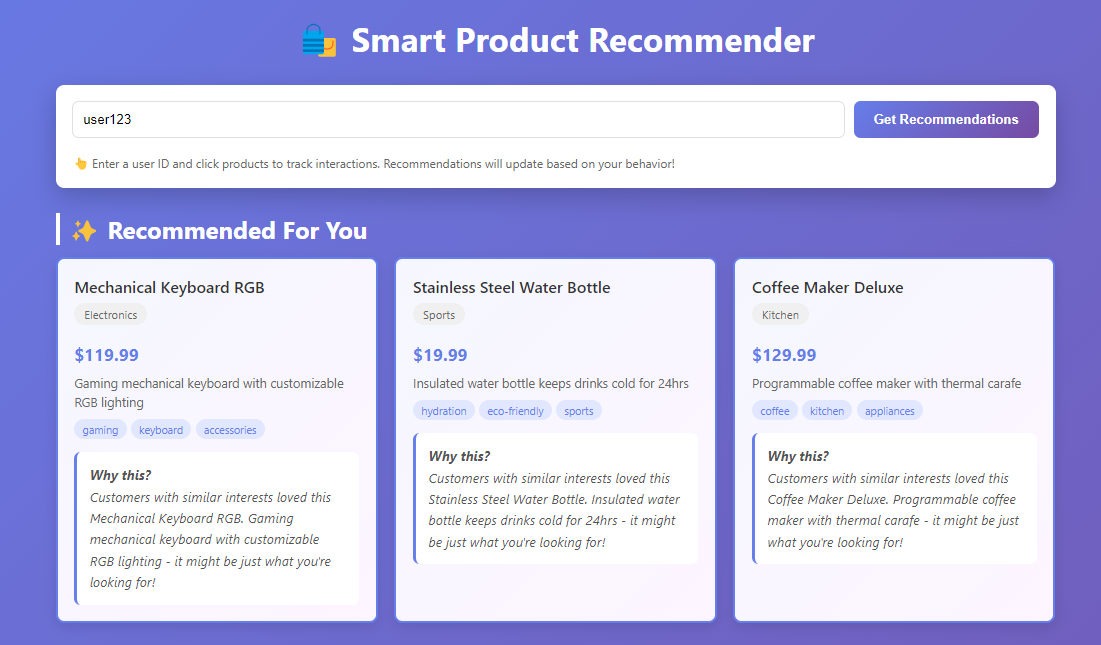 Smart Product Recommender
user123
Get Recommendations
Enter a user ID and click products to track interactions. Recommendations will update based on your behavior!
Recommended For You
Mechanical Keyboard RGB
Electronics
$119.99
Gaming mechanical keyboard with customizable
RGB lighting
gaming keyboard accessories
Why this?
Customers with similar interests loved this
Mechanical Keyboard RGB. Gaming
mechanical keyboard with customizable
RGB lighting - it might be just what you're
looking for!
Stainless Steel Water Bottle
Sports
$19.99
Insulated water bottle keeps drinks cold for 24hrs
hydration eco-friendly sports
Why this?
Customers with similar interests loved this
Stainless Steel Water Bottle. Insulated water
bottle keeps drinks cold for 24hrs - it might
be just what you're looking for!
Coffee Maker Deluxe
Kitchen
$129.99
Programmable coffee maker with thermal carafe
coffee kitchen appliances
Why this?
Customers with similar interests loved this
Coffee Maker Deluxe. Programmable coffee
maker with thermal carafe - it might be just
what you're looking for!